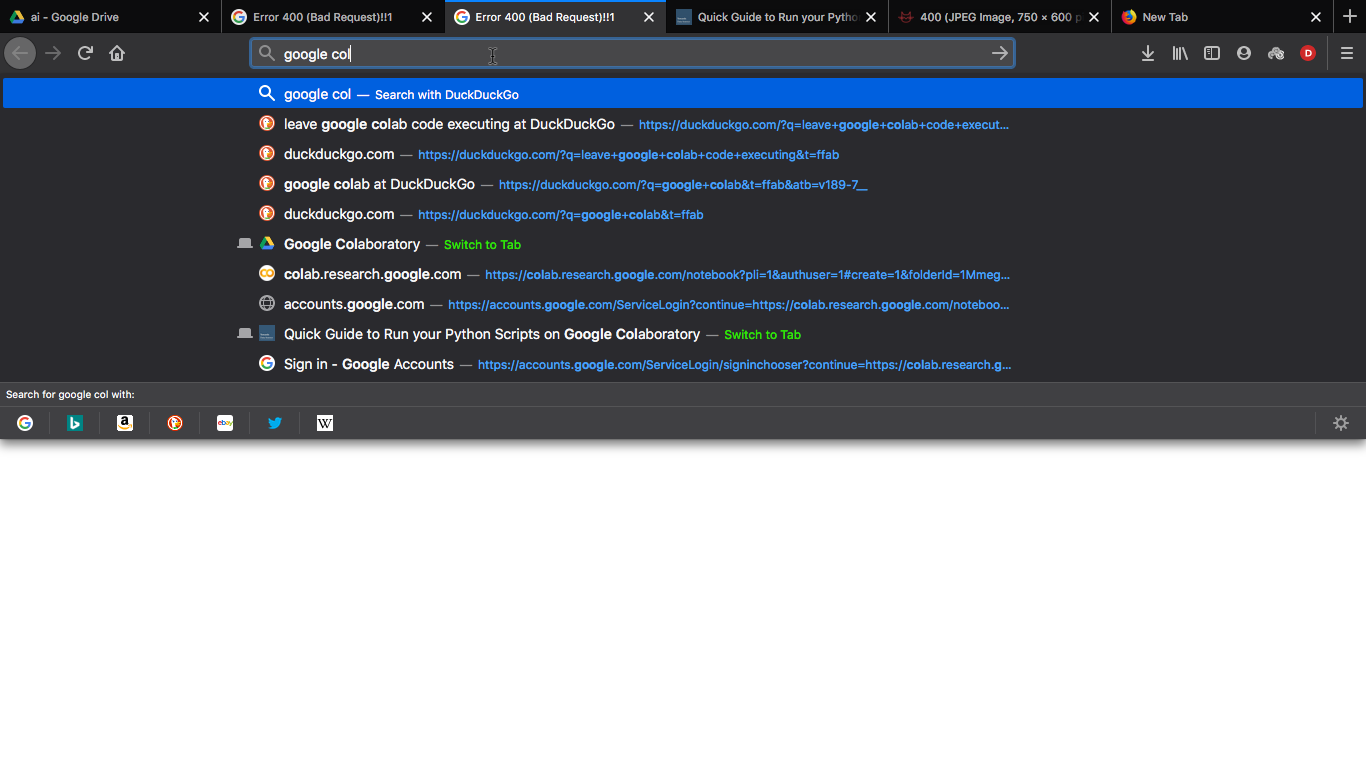 ai - Google Drive
Error 400 (Bad Request)!!1
Error 400 (Bad Request)!!1
Quick Guide to Run your Pytho
400 (JPEG Image, 750 × 600 p
New Tab
google col
D
google col — Search with DuckDuckGo
leave google colab code executing at DuckDuckGo — https://duckduckgo.com/?q=leave+google+colab+code+execut...
duckduckgo.com — https://duckduckgo.com/?q=leave+google+colab+code+executing&t=ffab
google colab at DuckDuckGo — https://duckduckgo.com/?q=google+colab&t=ffab&atb=v189-7__
duckduckgo.com — https://duckduckgo.com/?q=google+colab&t=ffab
Google Colaboratory — Switch to Tab
colab.research.google.com — https://colab.research.google.com/notebook?pli=1&authuser=1#create=1&folderId=1Mmeg...
accounts.google.com — https://accounts.google.com/ServiceLogin?continue=https://colab.research.google.com/noteboo...
Quick Guide to Run your Python Scripts on Google Colaboratory — Switch to Tab
Sign in - Google Accounts — https://accounts.google.com/ServiceLogin/signinchooser?continue=https://colab.research.g...
Search for google col with: